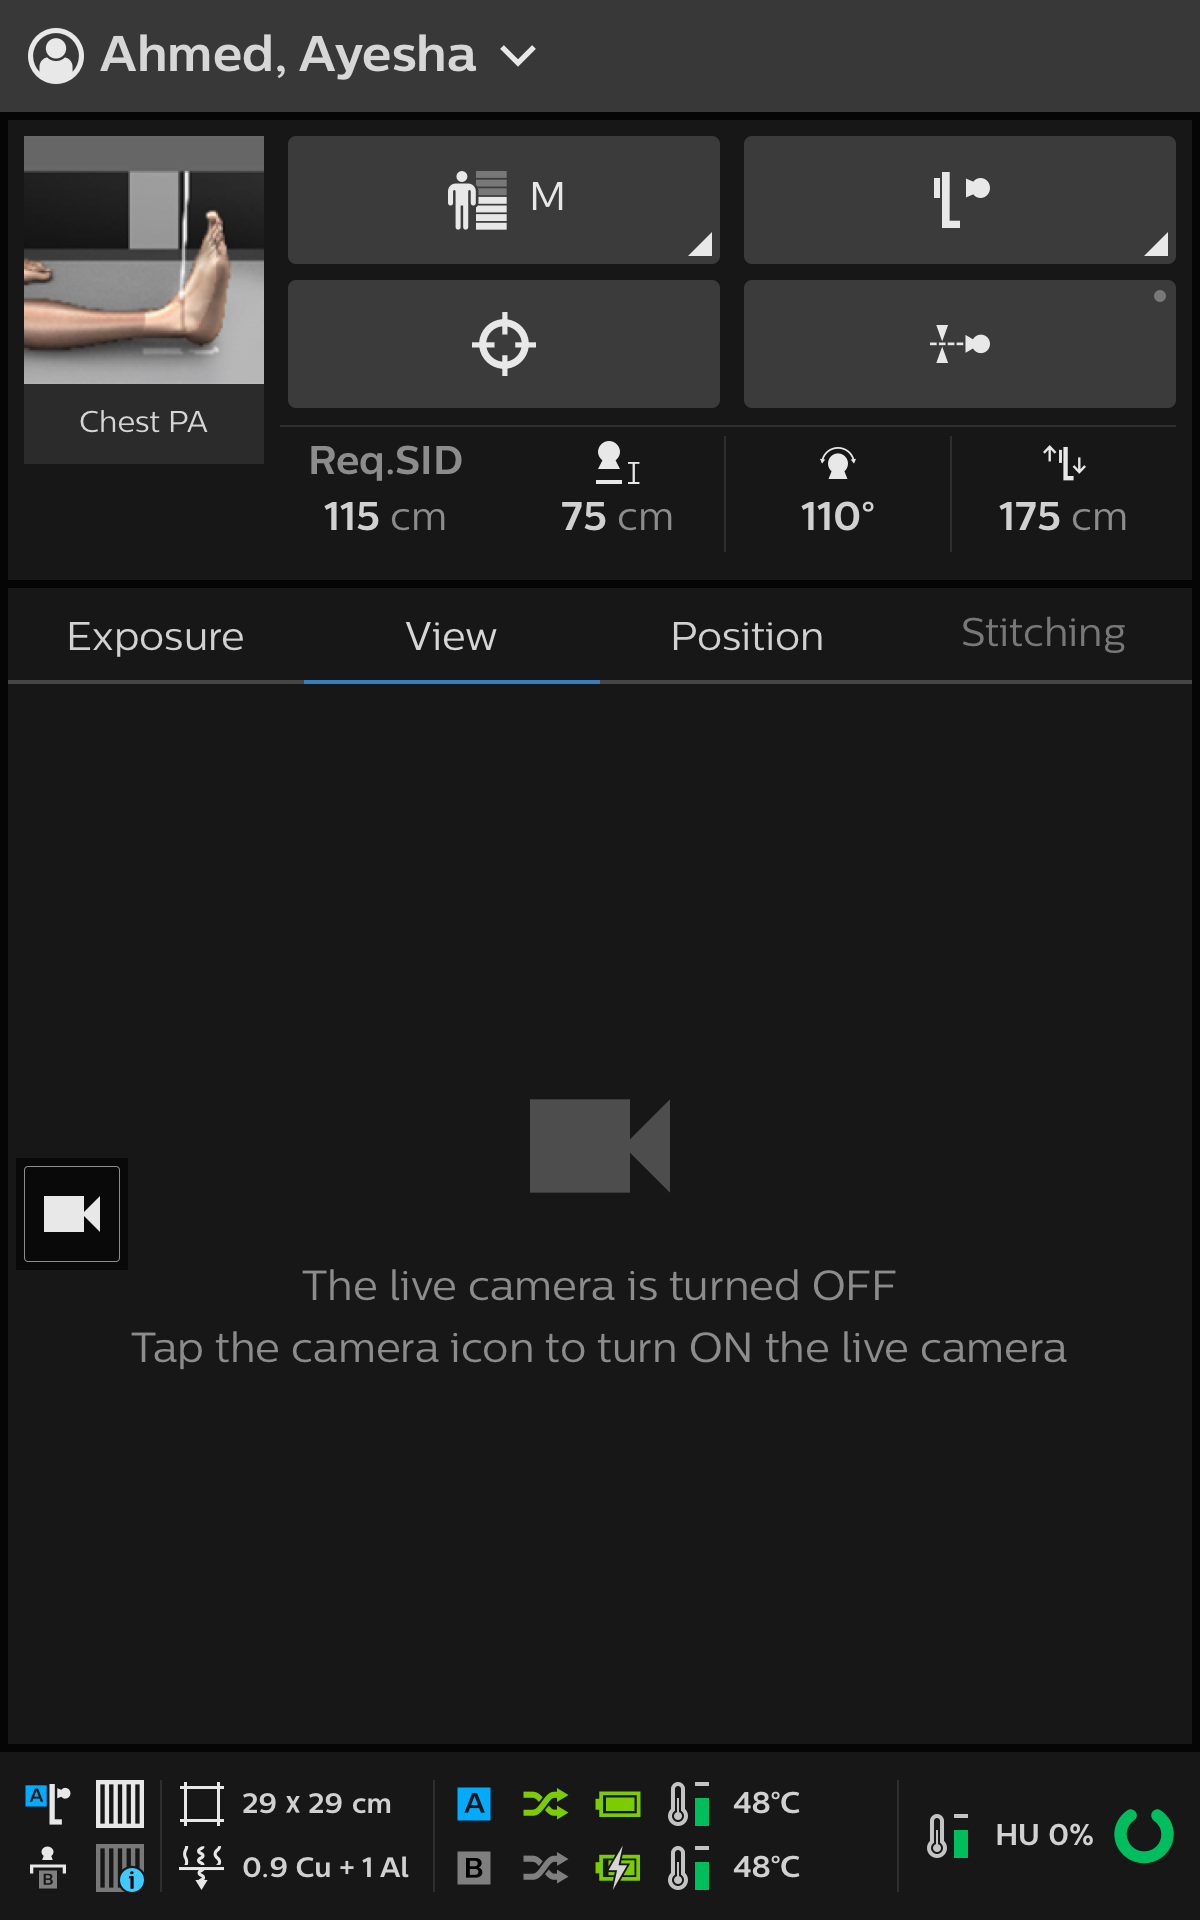 Ahmed, Ayesha
M
Chest PA
Req.SID
115 cm
75 cm
110°
175 cm
Exposure
View
Position
Stitching
The live camera is turned OFF
Tap the camera icon to turn ON the live camera
A
29 x 29 cm
A
48°C
HU 0%
B
i
0.9 Cu + 1 Al
B
48°C